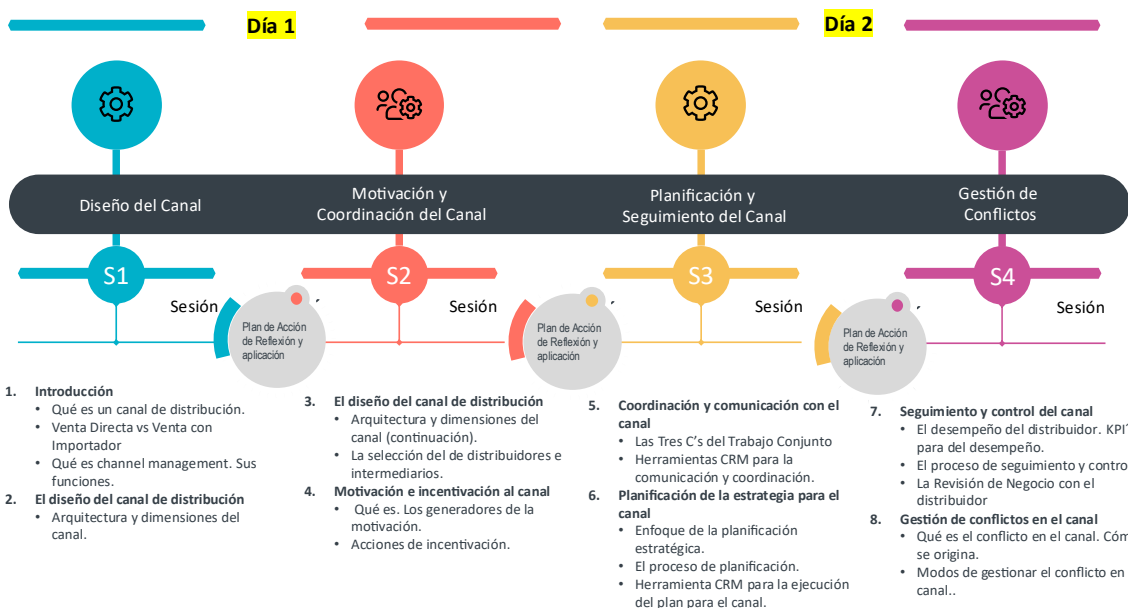 Día 1
Día 2
Diseño del Canal
Motivación y
Coordinación del Canal
Planificación y
Seguimiento del Canal
Gestión de
Conflictos
S1
S2
S3
S4
Sesión
Sesión
Sesión
Sesión
Plan de Acción
de Reflexión y
aplicación
Plan de Acción
de Reflexión y
aplicación
Plan de Acción
de Reflexión y
aplicación
1. Introducción
• Qué es un canal de distribución.
• Venta Directa vs Venta con
Importador
• Qué es channel management. Sus
funciones.
2. El diseño del canal de distribución
• Arquitectura y dimensiones del
canal.
3. El diseño del canal de distribución
• Arquitectura y dimensiones del
canal (continuación).
• La selección del de distribuidores e
intermediarios.
4. Motivación e incentivación al canal
• Qué es. Los generadores de la
motivación.
• Acciones de incentivación.
5. Coordinación y comunicación con el
canal
• Las Tres C's del Trabajo Conjunto
• Herramientas CRM para la
comunicación y coordinación.
6. Planificación de la estrategia para el
canal
• Enfoque de la planificación
estratégica.
• El proceso de planificación.
• Herramienta CRM para la ejecución
del plan para el canal.
7. Seguimiento y control del canal
• El desempeño del distribuidor. KPI´
para del desempeño.
• El proceso de seguimiento y contro
• La Revisión de Negocio con el
distribuidor
8. Gestión de conflictos en el canal
• Qué es el conflicto en el canal. Cóm
se origina.
• Modos de gestionar el conflicto en
canal..